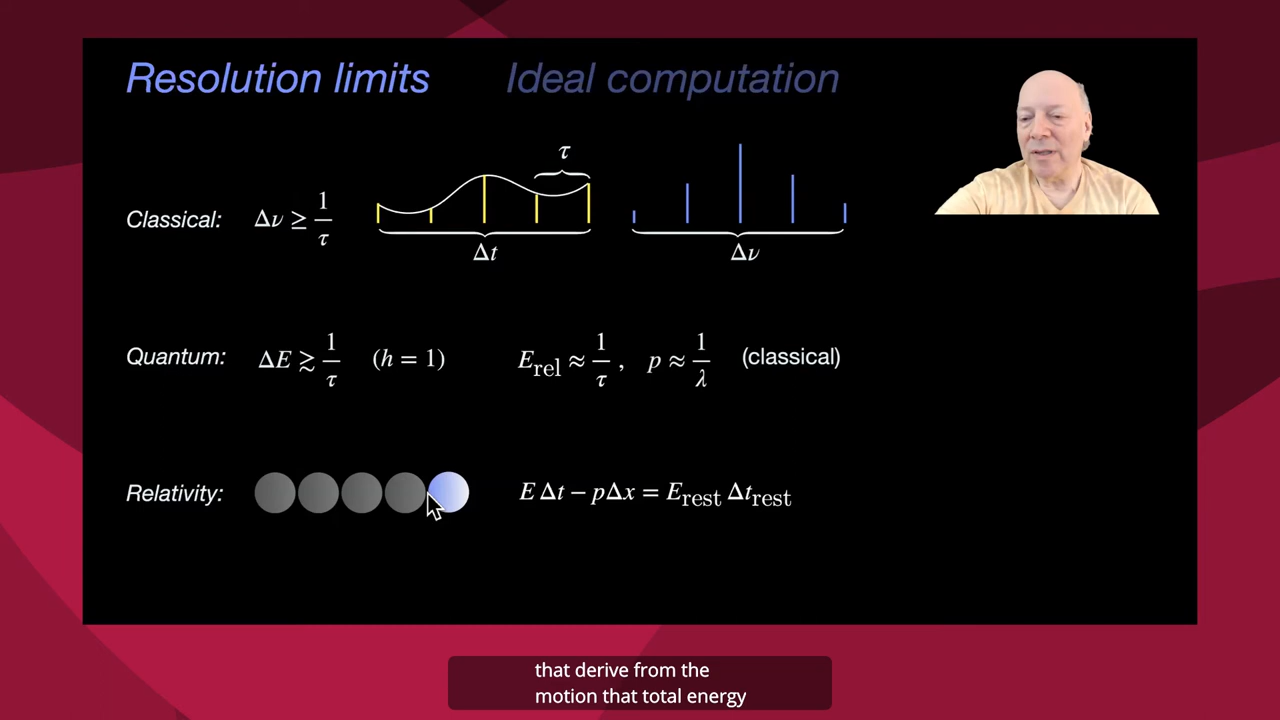 Resolution limits Ideal computation
τ
Classical: Δν ≥ 1/τ
Δt Δν
Quantum: ΔE ≳ 1/τ (h = 1) E_rel ≈ 1/τ , p ≈ 1/λ (classical)
Relativity: E Δt − pΔx = E_rest Δt_rest
that derive from the
motion that total energy